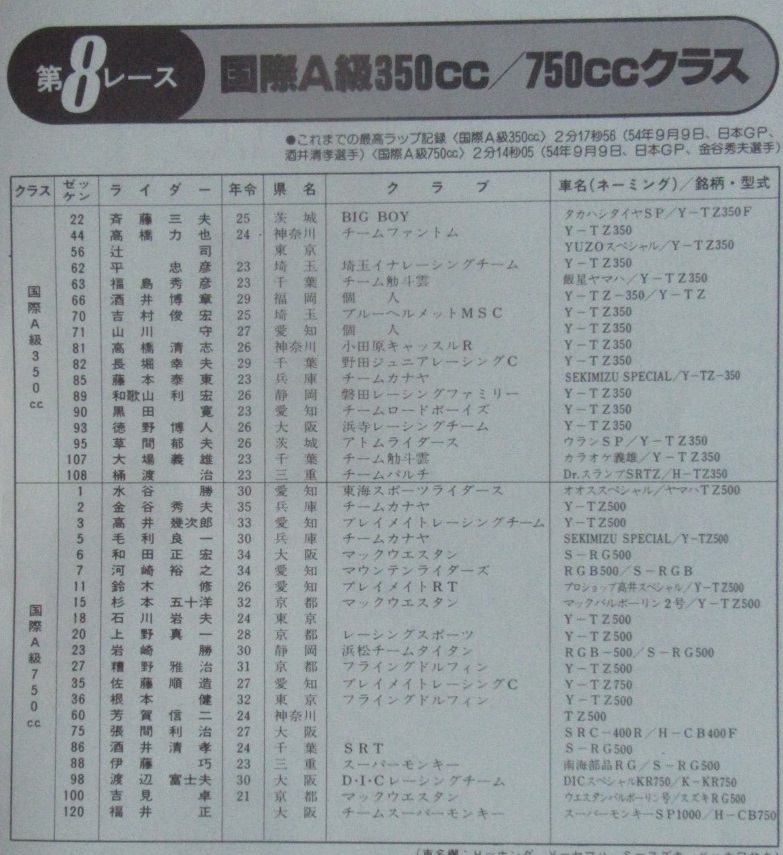 第8レース 国際A級350cc／750ccクラス
●これまでの最高ラップ記録〈国際A級350cc〉2分17秒56（54年9月9日、日本GP、
酒井清孝選手）〈国際A級750cc〉2分14秒05（54年9月9日、日本GP、金谷秀夫選手）
クラス ゼッケン ライダー 年令 県名 クラブ 車名（ネーミング）／銘柄・型式
国際A級350cc
22 斉藤三夫 25 茨城 BIG BOY タカハシタイヤSP／Y－TZ350F
44 高橋力也 24 神奈川 チームファントム Y－TZ350
56 辻司 東京 YUZOスペシャル／Y－TZ350
62 平忠彦 23 埼玉 埼玉イナレーシングチーム Y－TZ350
63 福島秀彦 23 千葉 チーム觔斗雲 飯星ヤマハ／Y－TZ350
66 酒井博章 29 福岡 個人 Y－TZ－350／Y－TZ
70 吉村俊宏 25 埼玉 ブルーヘルメットMSC Y－TZ350
71 山川守 27 愛知 個人 Y－TZ350
81 高橋清志 26 神奈川 小田原キャッスルR Y－TZ350
82 長堀幸夫 29 千葉 野田ジュニアレーシングC Y－TZ350
85 藤本泰東 23 兵庫 チームカナヤ SEKIMIZU SPECIAL／Y－TZ－350
89 和歌山利宏 26 静岡 磐田レーシングファミリー Y－TZ350
90 黒田寛 23 愛知 チームロードボーイズ Y－TZ350
93 徳野博人 26 大阪 浜寺レーシングチーム Y－TZ350
95 草間郁夫 26 茨城 アトムライダース ウランSP／Y－TZ350
107 大場義雄 23 千葉 チーム觔斗雲 カラオケ義雄／Y－TZ350
108 桶渡治 23 三重 チームバルチ Dr.スランプSRTZ／H－TZ350
国際A級750cc
1 水谷勝 30 愛知 東海スポーツライダース オオススペシャル／ヤマハTZ500
2 金谷秀夫 35 兵庫 チームカナヤ Y－TZ500
3 高井幾次郎 33 愛知 プレイメイトレーシングチーム Y－TZ500
5 毛利良一 30 兵庫 チームカナヤ SEKIMIZU SPECIAL／Y－TZ500
6 和田正宏 34 大阪 マックウエスタン S－RG500
7 河崎裕之 34 愛知 マウンテンライダーズ RGB500／S－RGB
11 鈴木修 26 愛知 プレイメイトRT プロショップ高井スペシャル／Y－TZ500
15 杉本五十洋 32 京都 マックウエスタン マックバルボーリン2号／Y－TZ500
18 石川岩夫 24 東京 Y－TZ500
20 上野真一 28 京都 レーシングスポーツ Y－TZ500
23 岩崎勝 30 静岡 浜松チームタイタン RGB－500／S－RG500
27 糟野雅治 31 京都 フライングドルフィン Y－TZ500
35 佐藤順造 27 愛知 プレイメイトレーシングC Y－TZ750
36 根本健 32 東京 フライングドルフィン Y－TZ500
60 芳賀信二 24 神奈川 TZ500
75 張間利治 27 大阪 SRC－400R／H－CB400F
86 酒井清孝 24 千葉 SRT S－RG500
88 伊藤巧 23 三重 スーパーモンキー 南海部品RG／S－RG500
98 渡辺富士夫 30 大阪 D・I・Cレーシングチーム DICスペシャルKR750／K－KR750
100 吉見卓 21 京都 マックウエスタン ウエスタンバルボーリン号／スズキRG500
120 福井正 大阪 チームスーパーモンキー スーパーモンキーSP1000／H－CB750